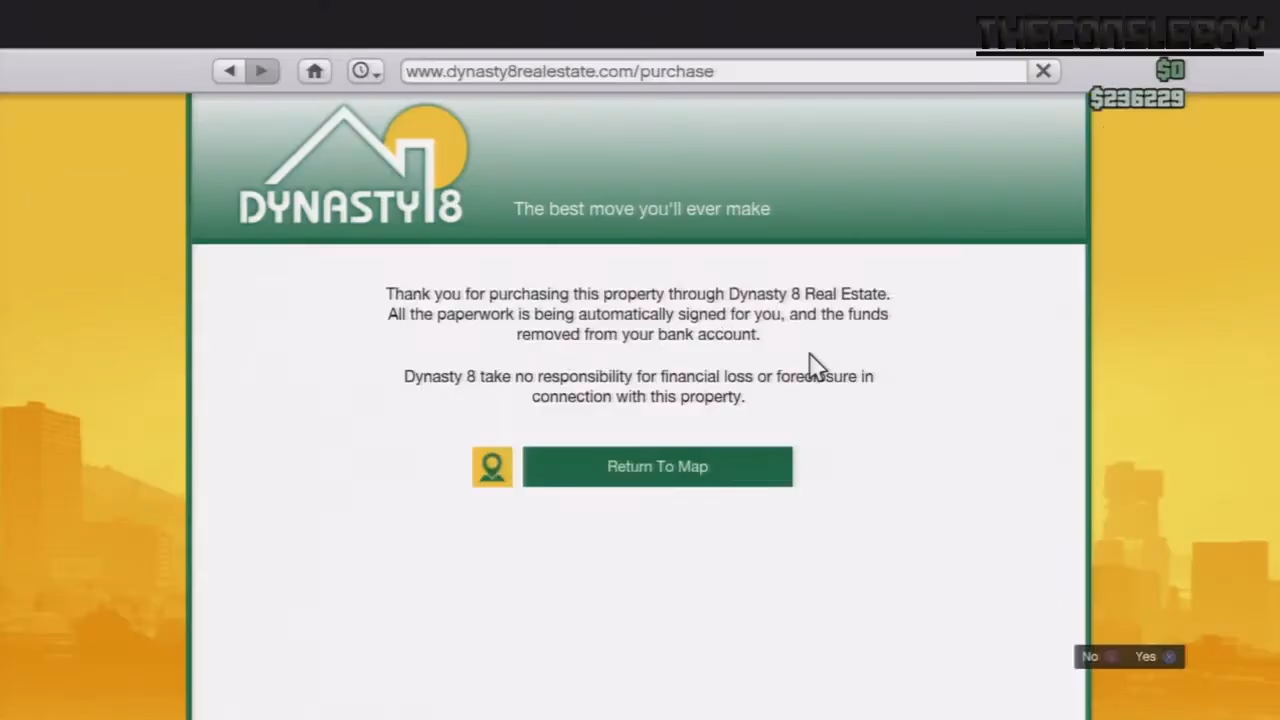 THECONSLEBOY
www.dynasty8realestate.com/purchase
$0
$236229
DYNASTY 8
The best move you'll ever make
Thank you for purchasing this property through Dynasty 8 Real Estate.
All the paperwork is being automatically signed for you, and the funds
removed from your bank account.
Dynasty 8 take no responsibility for financial loss or foreclosure in
connection with this property.
Return To Map
No Yes